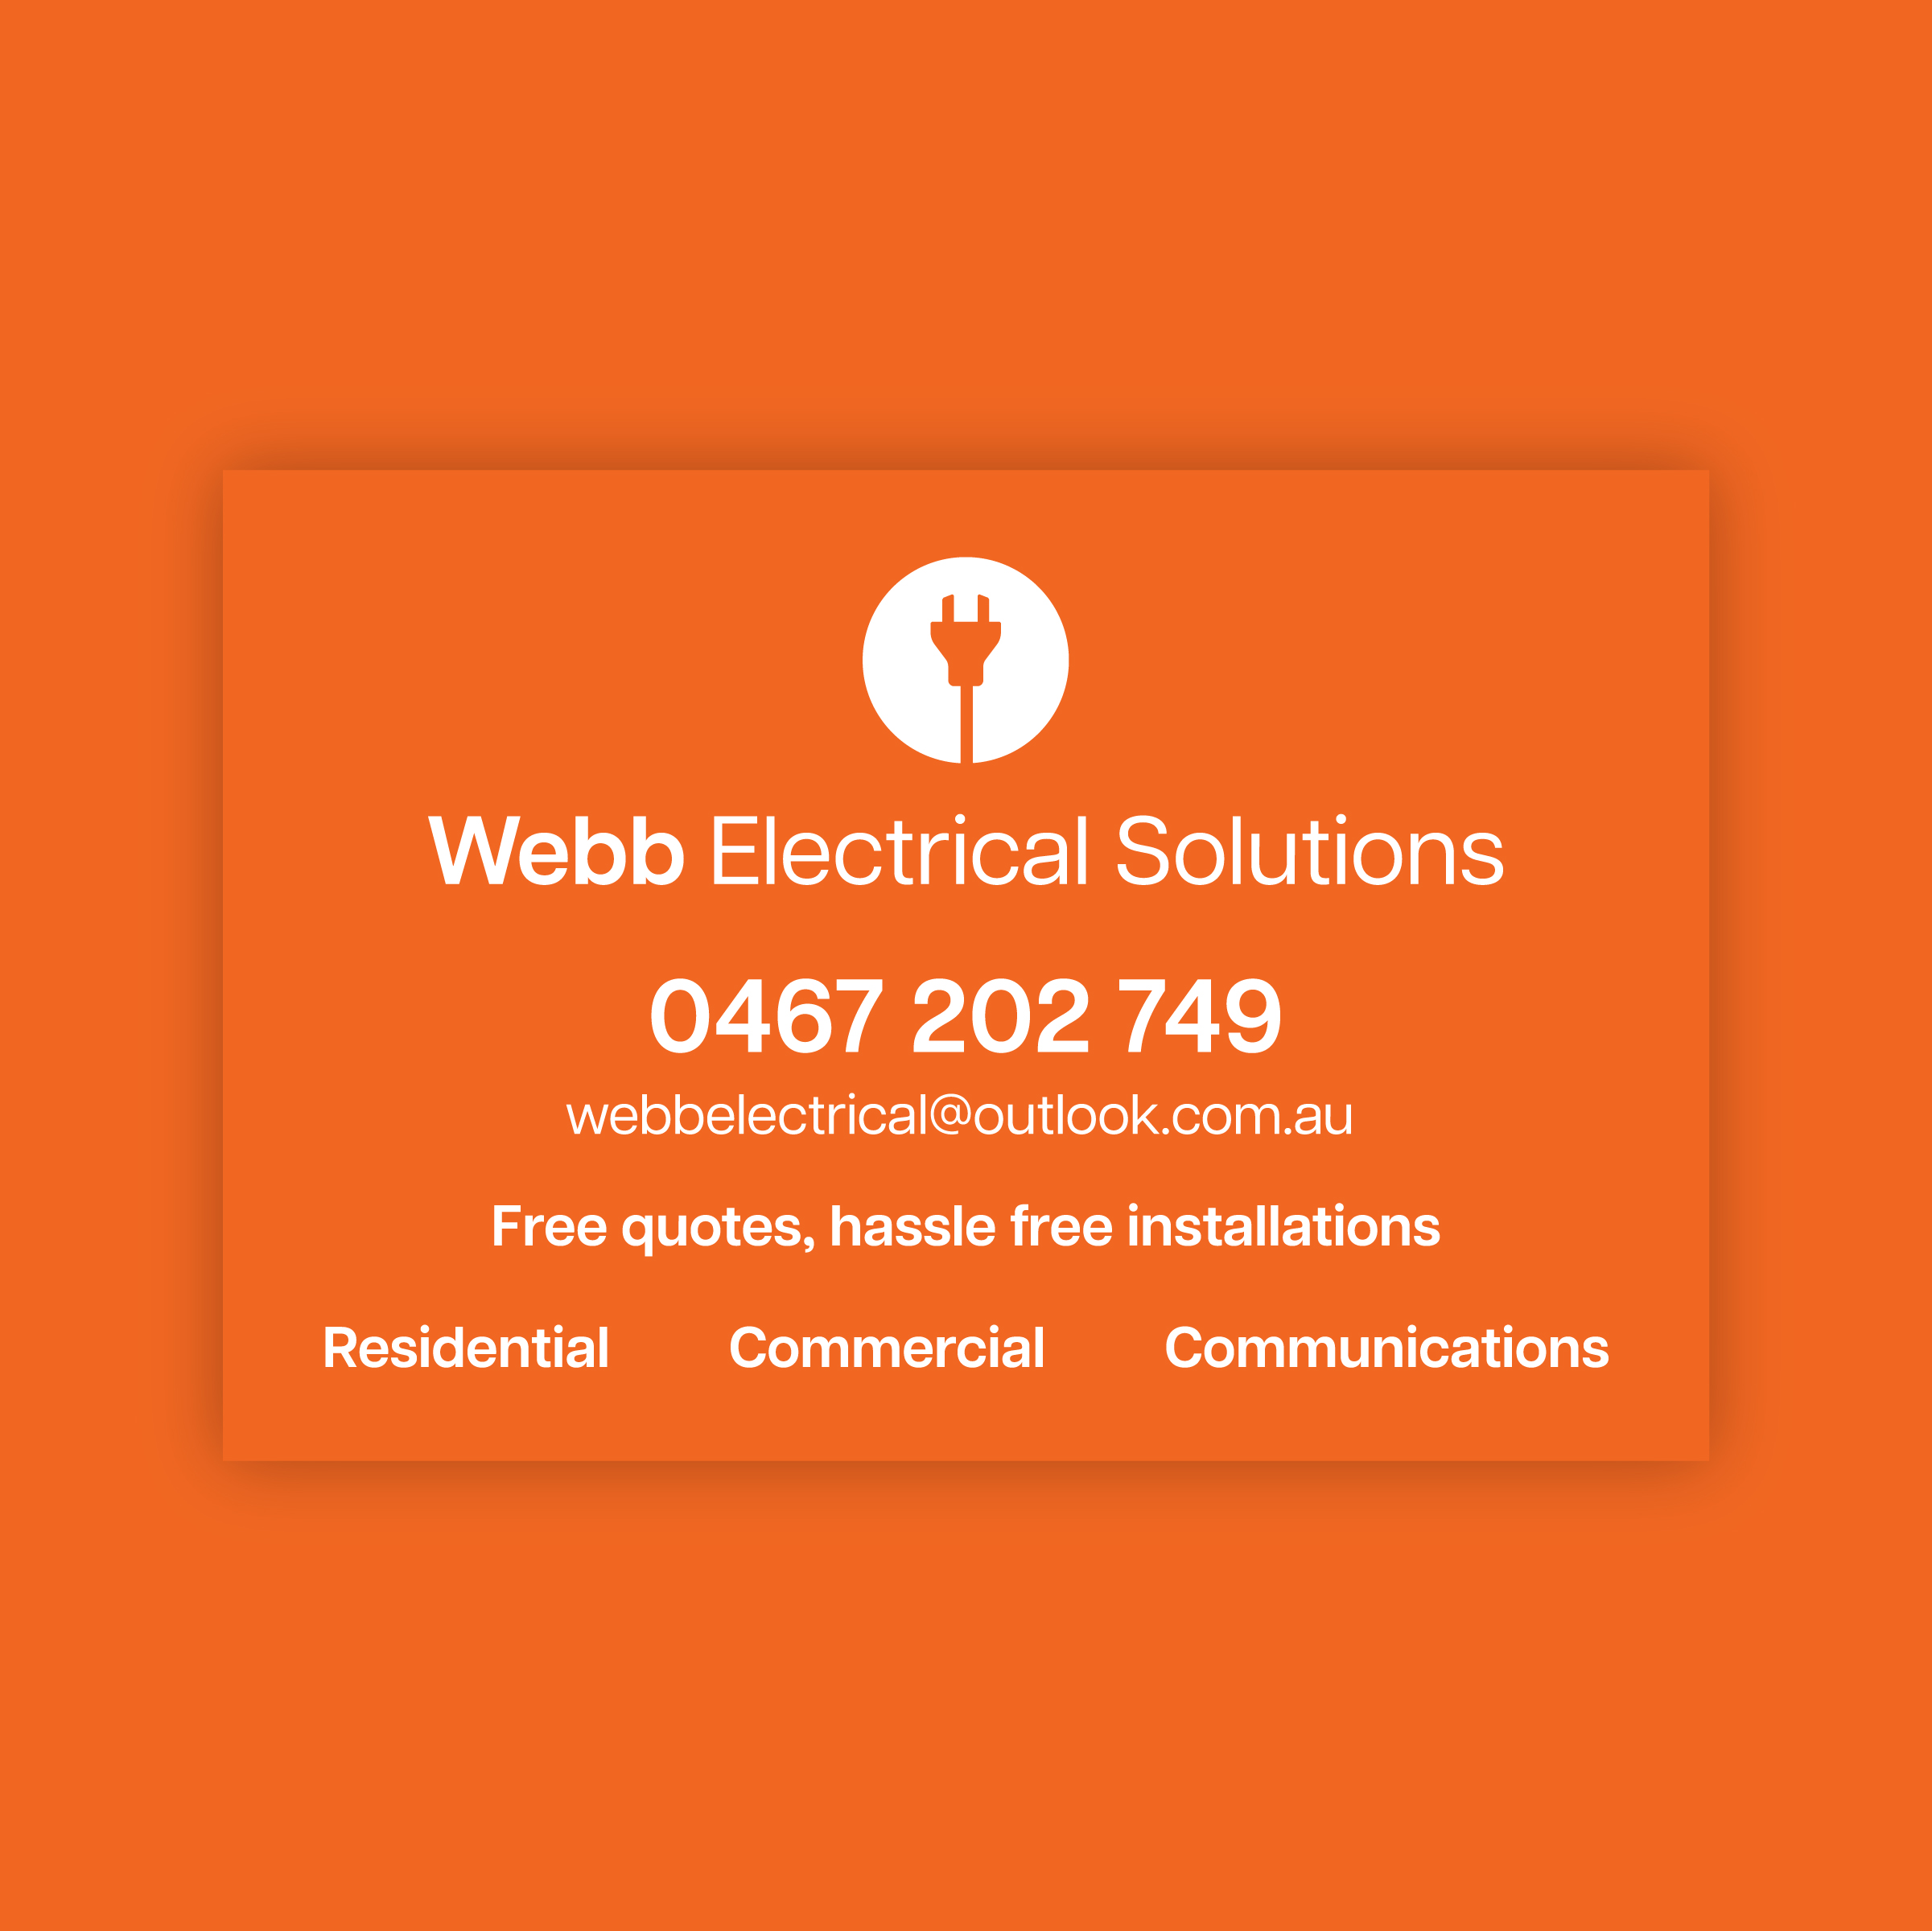 Webb Electrical Solutions
0467 202 749
webbelectrical@outlook.com.au
Free quotes, hassle free installations
Residential Commercial Communications